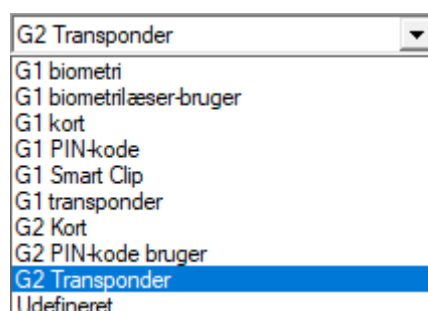 G2 Transponder
G1 biometri
G1 biometrilæser-bruger
G1 kort
G1 PIN-kode
G1 Smart Clip
G1 transponder
G2 Kort
G2 PIN-kode bruger
G2 Transponder
Udefineret